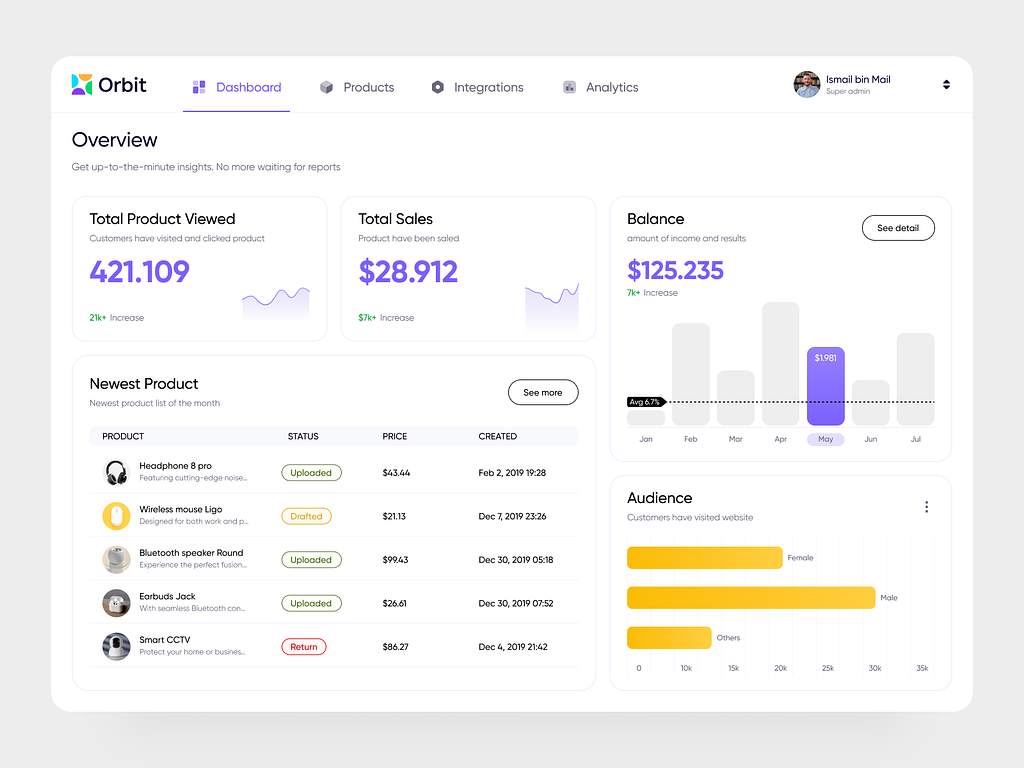 Orbit
Dashboard
Products
Integrations
Analytics
Ismail bin Mail
Super admin
Overview
Get up-to-the-minute insights. No more waiting for reports
Total Product Viewed
Customers have visited and clicked product
421.109
21k+ Increase
Total Sales
Product have been saled
$28.912
$7k+ Increase
Balance
amount of income and results
See detail
$125.235
7k+ Increase
$1.981
Avg 6.7%
Jan Feb Mar Apr May Jun Jul
Newest Product
Newest product list of the month
See more
PRODUCT STATUS PRICE CREATED
Headphone 8 pro
Featuring cutting-edge noise...
Uploaded
$43.44
Feb 2, 2019 19:28
Wireless mouse Ligo
Designed for both work and p...
Drafted
$21.13
Dec 7, 2019 23:26
Bluetooth speaker Round
Experience the perfect fusion...
Uploaded
$99.43
Dec 30, 2019 05:18
Earbuds Jack
With seamless Bluetooth con...
Uploaded
$26.61
Dec 30, 2019 07:52
Smart CCTV
Protect your home or busines...
Return
$86.27
Dec 4, 2019 21:42
Audience
Customers have visited website
Female
Male
Others
0 10k 15k 20k 25k 30k 35k